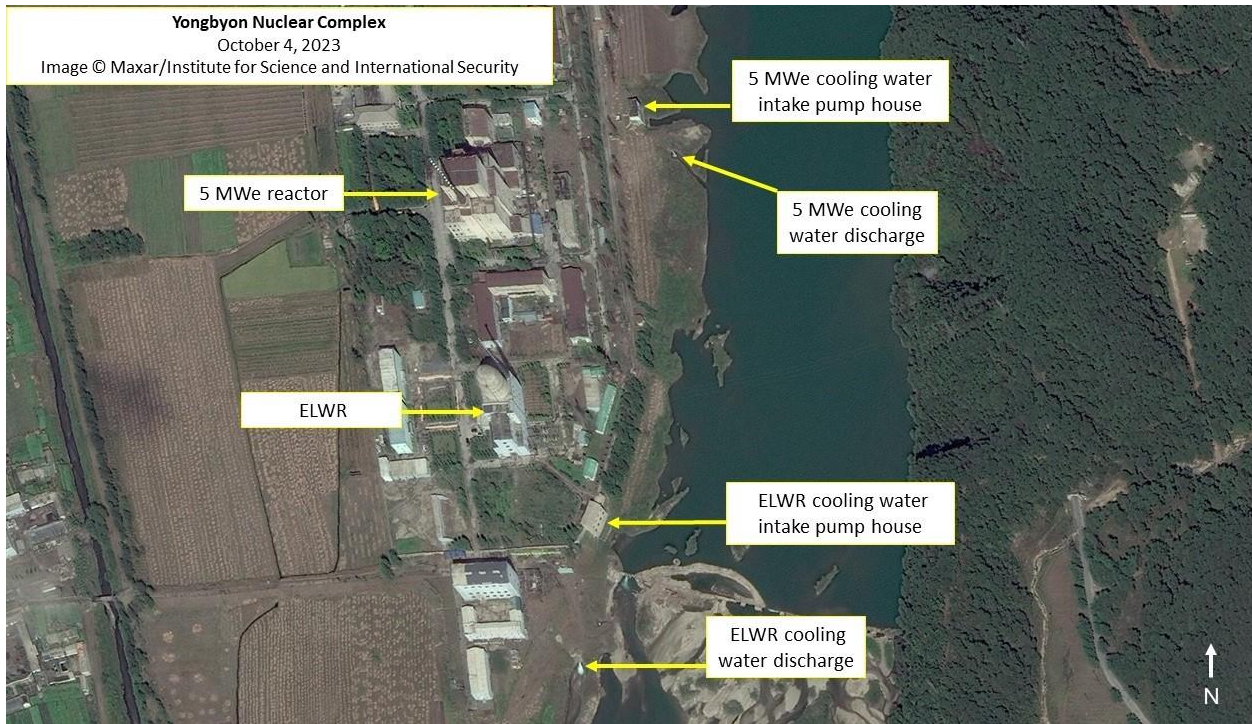 Yongbyon Nuclear Complex
October 4, 2023
Image © Maxar/Institute for Science and International Security
5 MWe cooling water
intake pump house
5 MWe reactor
5 MWe cooling
water discharge
ELWR
ELWR cooling water
intake pump house
ELWR cooling
water discharge
N